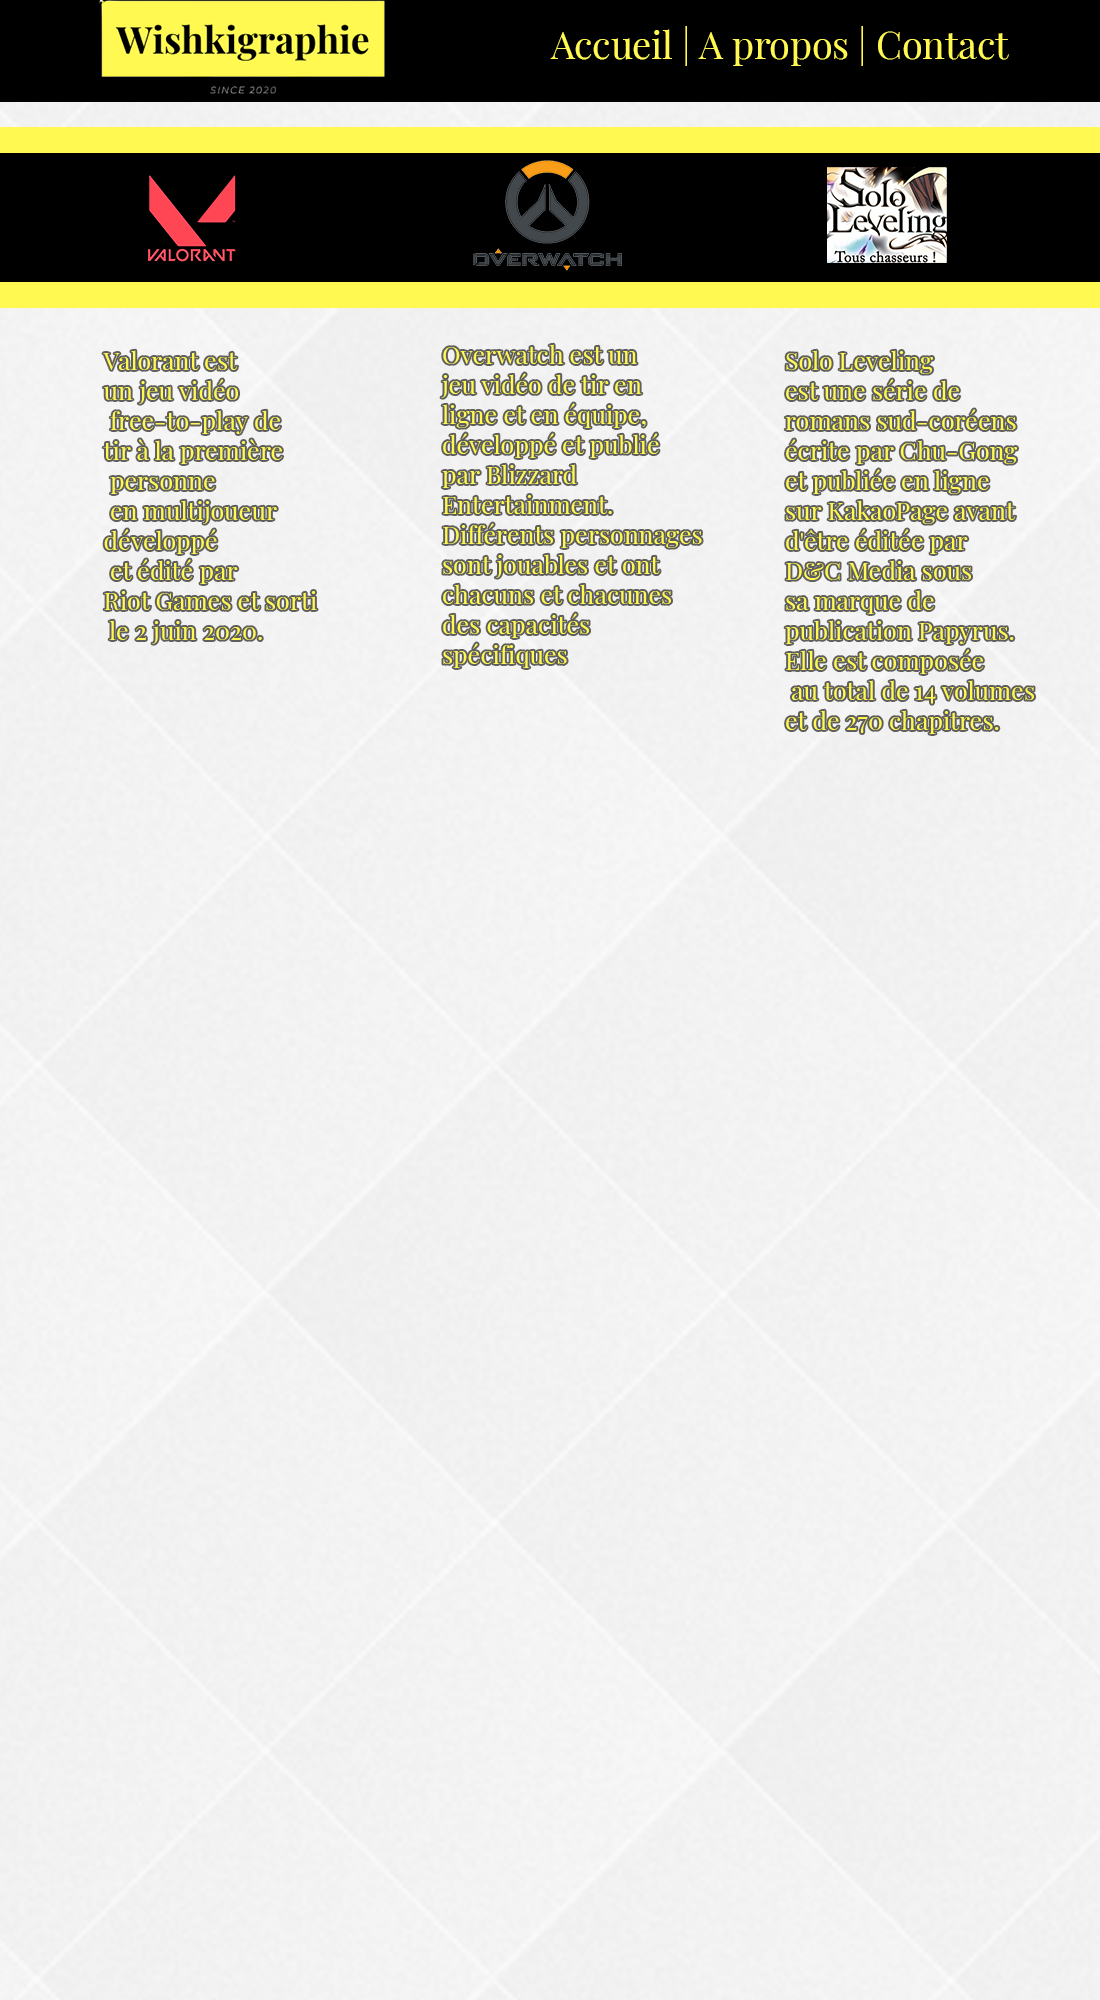 Wishkigraphie
SINCE 2020
Accueil | A propos | Contact
VALORANT
OVERWATCH
Solo
Leveling
Tous chasseurs !
Valorant est
un jeu vidéo
free-to-play de
tir à la première
personne
en multijoueur
développé
et édité par
Riot Games et sorti
le 2 juin 2020.
Overwatch est un
jeu vidéo de tir en
ligne et en équipe,
développé et publié
par Blizzard
Entertainment.
Différents personnages
sont jouables et ont
chacuns et chacunes
des capacités
spécifiques
Solo Leveling
est une série de
romans sud-coréens
écrite par Chu-Gong
et publiée en ligne
sur KakaoPage avant
d'être éditée par
D&C Media sous
sa marque de
publication Papyrus.
Elle est composée
au total de 14 volumes
et de 270 chapitres.